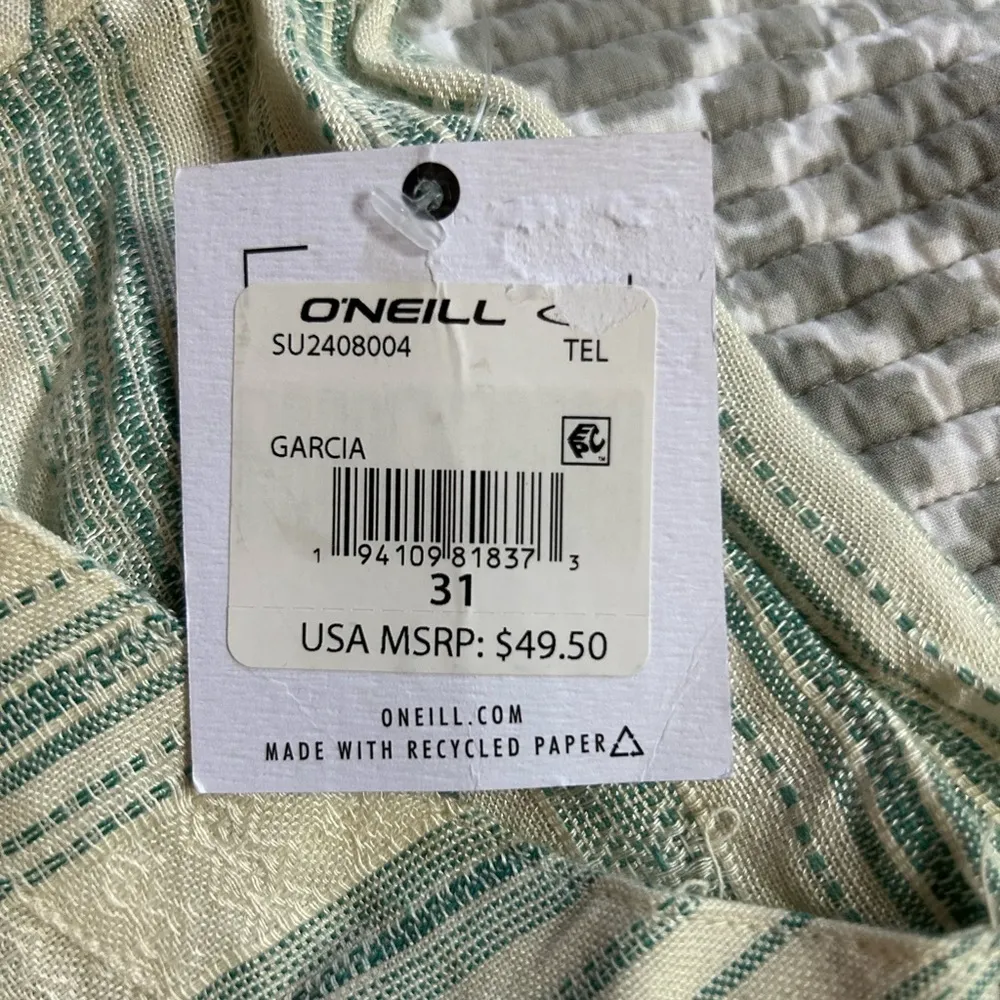 O'NEILL
SU2408004 TEL
GARCIA
1 94109 81837 3
31
USA MSRP: $49.50
ONEILL.COM
MADE WITH RECYCLED PAPER